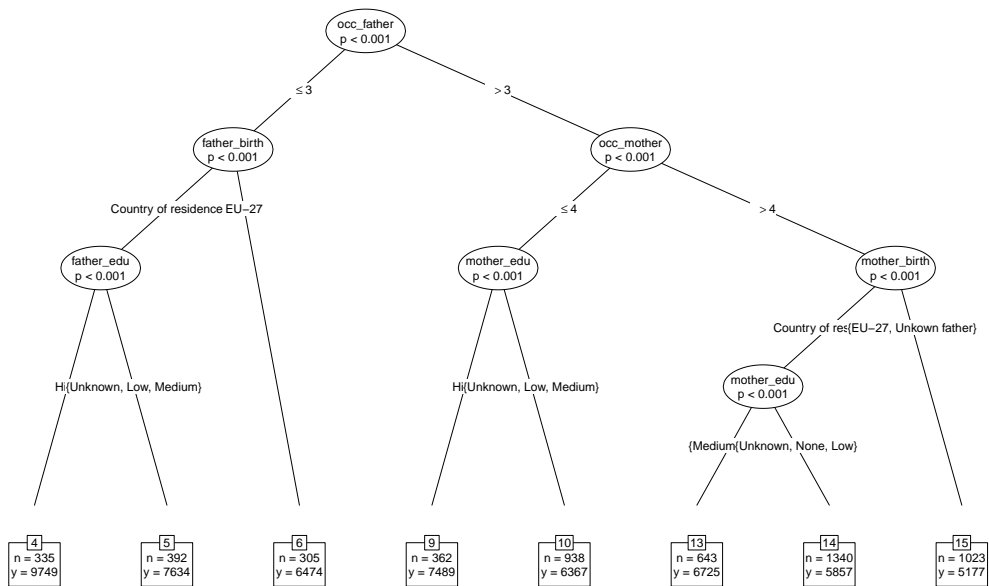 occ_father
p < 0.001
≤ 3
> 3
father_birth
p < 0.001
occ_mother
p < 0.001
Country of residence EU−27
≤ 4
> 4
father_edu
p < 0.001
mother_edu
p < 0.001
mother_birth
p < 0.001
Country of res{EU−27, Unkown father}
Hi{Unknown, Low, Medium}
Hi{Unknown, Low, Medium}
mother_edu
p < 0.001
{Medium{Unknown, None, Low}
4
n = 335
y = 9749
5
n = 392
y = 7634
6
n = 305
y = 6474
9
n = 362
y = 7489
10
n = 938
y = 6367
13
n = 643
y = 6725
14
n = 1340
y = 5857
15
n = 1023
y = 5177